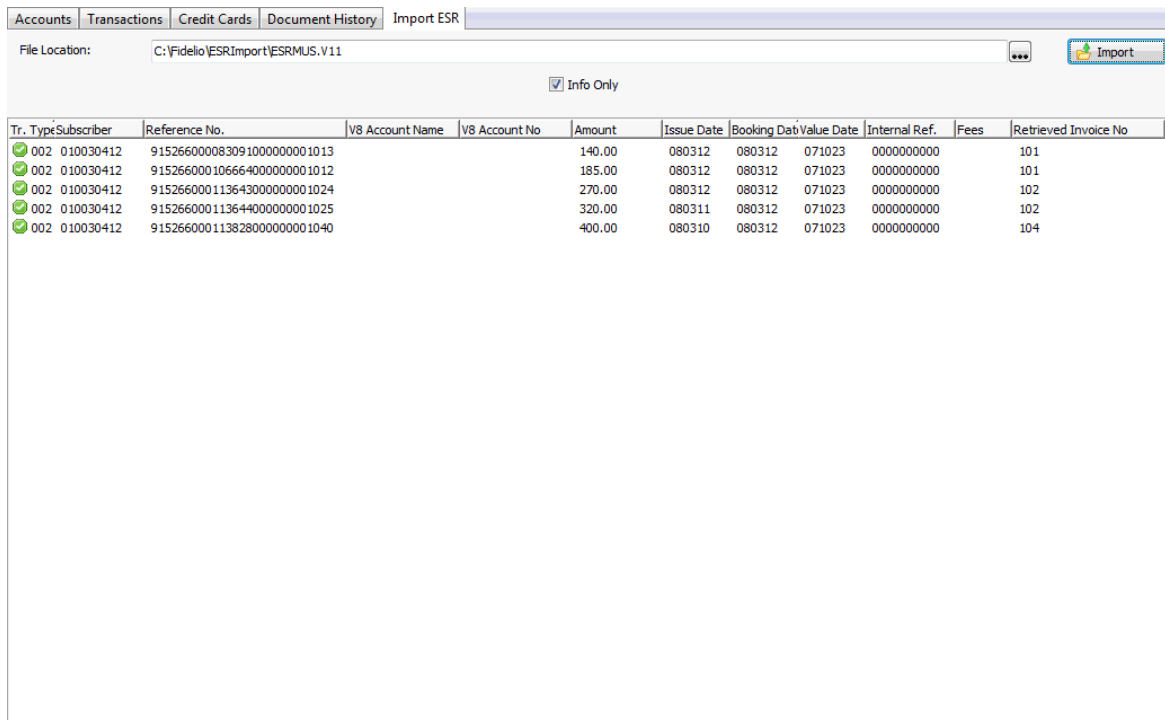 Accounts Transactions Credit Cards Document History Import ESR
File Location: C:\Fidelio\ESRImport\ESRMUS.V11 ... Import
Info Only
Tr. Type Subscriber Reference No. V8 Account Name V8 Account No Amount Issue Date Booking Dat Value Date Internal Ref. Fees Retrieved Invoice No
002 010030412 915266000083091000000001013 140.00 080312 080312 071023 0000000000 101
002 010030412 915266000106664000000001012 185.00 080312 080312 071023 0000000000 101
002 010030412 915266000113643000000001024 270.00 080312 080312 071023 0000000000 102
002 010030412 915266000113644000000001025 320.00 080311 080312 071023 0000000000 102
002 010030412 915266000113828000000001040 400.00 080310 080312 071023 0000000000 104